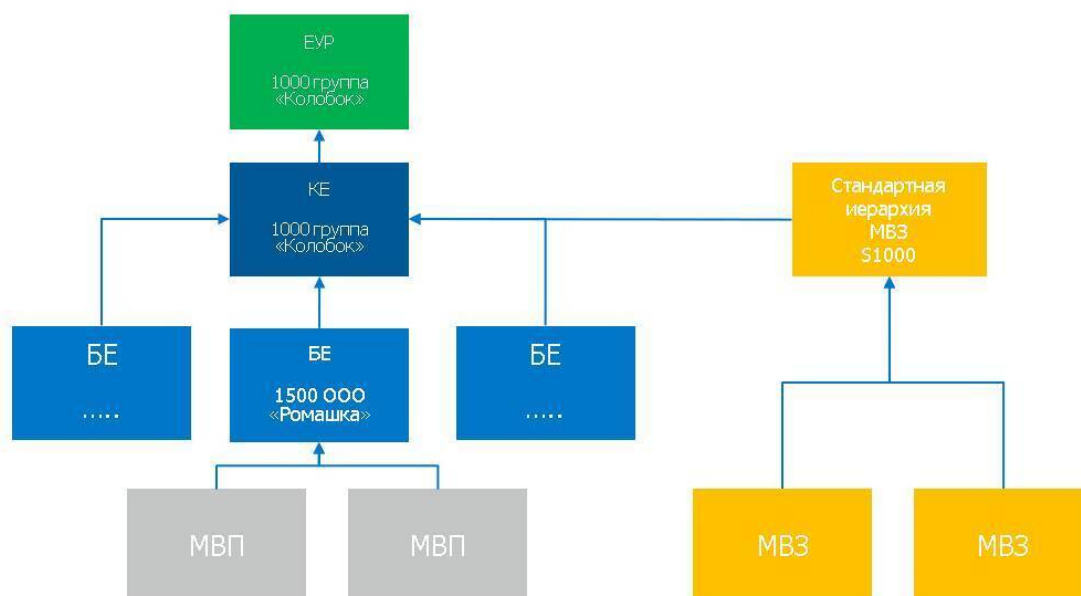 ЕУР
1000 группа
«Колобок»
КЕ
1000 группа
«Колобок»
Стандартная
иерархия
МВЗ
S1000
БЕ
.....
БЕ
1500 ООО
«Ромашка»
БЕ
.....
МВП
МВП
МВЗ
МВЗ